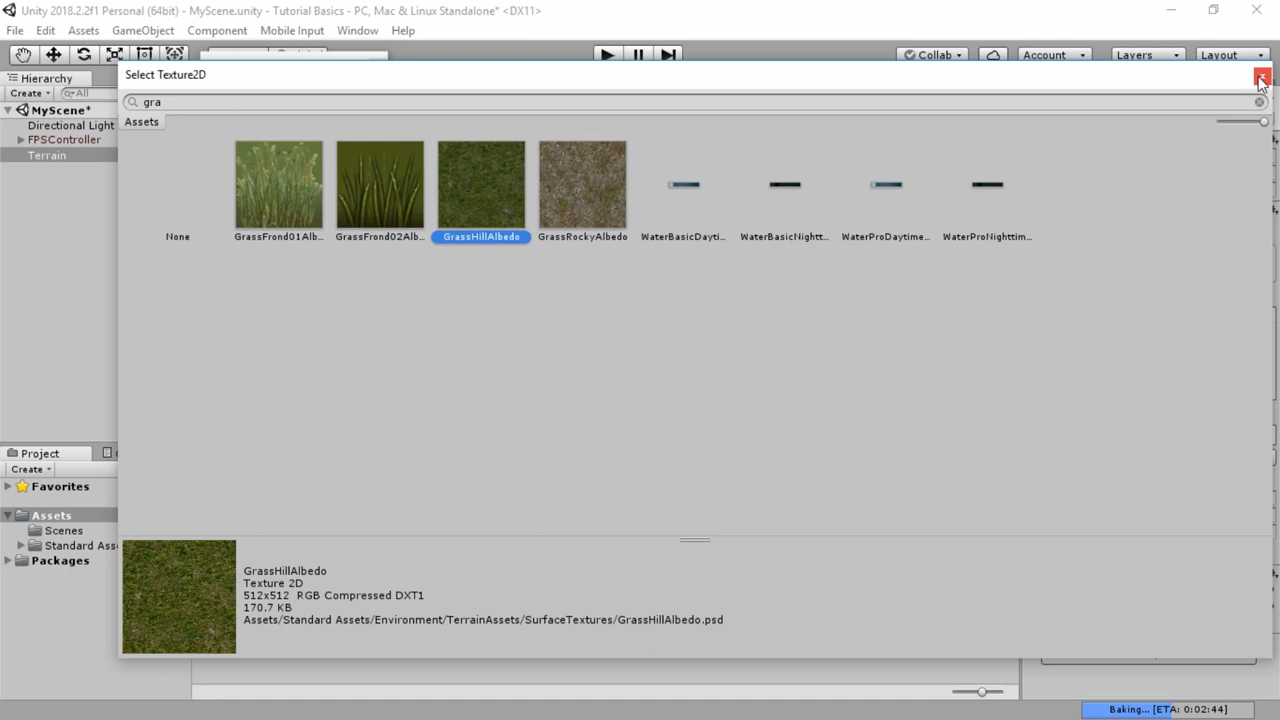 Unity 2018.2.2f1 Personal (64bit) - MyScene.unity - Tutorial Basics - PC, Mac & Linux Standalone* <DX11>
File Edit Assets GameObject Component Mobile Input Window Help
Collab Account Layers Layout
Hierarchy
Create All
MyScene*
Directional Light
FPSController
Terrain
Select Texture2D
gra
Assets
None GrassFrond01Alb... GrassFrond02Alb... GrassHillAlbedo GrassRockyAlbedo WaterBasicDayti... WaterBasicNightt... WaterProDaytime... WaterProNighttim...
Project
Create
Favorites
Assets
Scenes
Standard Ass
Packages
GrassHillAlbedo
Texture 2D
512x512 RGB Compressed DXT1
170.7 KB
Assets/Standard Assets/Environment/TerrainAssets/SurfaceTextures/GrassHillAlbedo.psd
Baking... [ETA: 0:02:44]